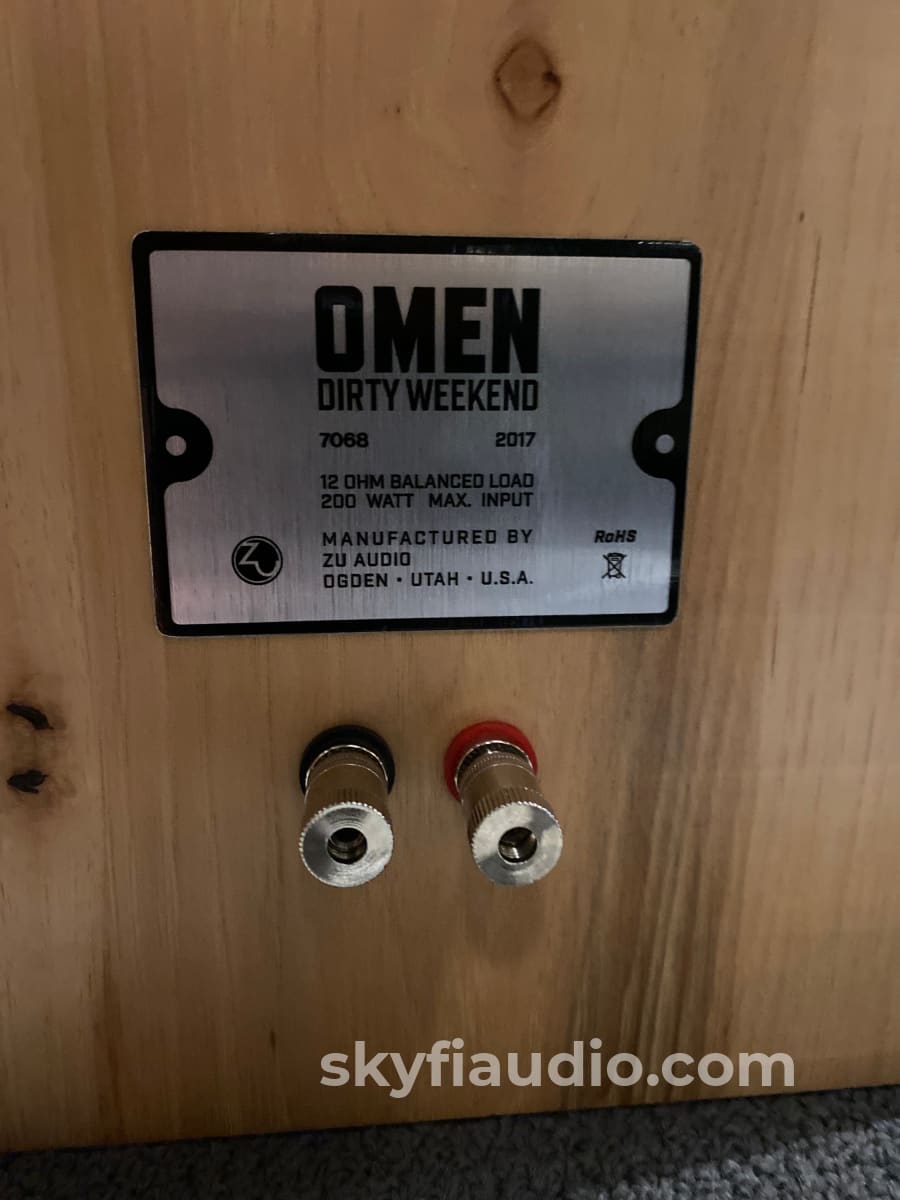 OMEN
DIRTY WEEKEND
7068 2017
12 OHM BALANCED LOAD
200 WATT MAX. INPUT
MANUFACTURED BY
ZU AUDIO
OGDEN • UTAH • U.S.A.
ZU
RoHS
skyfiaudio.com